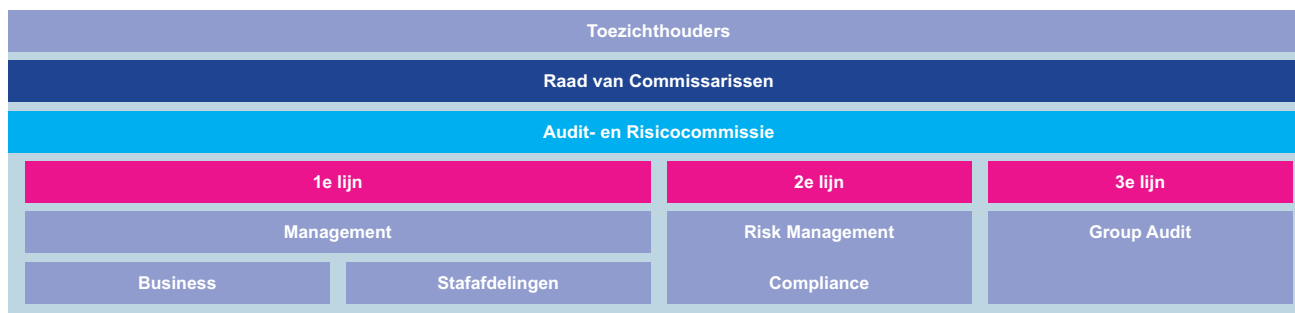 Toezichthouders
Raad van Commissarissen
Audit- en Risicocommissie
1e lijn
2e lijn
3e lijn
Management
Risk Management
Group Audit
Business
Stafafdelingen
Compliance